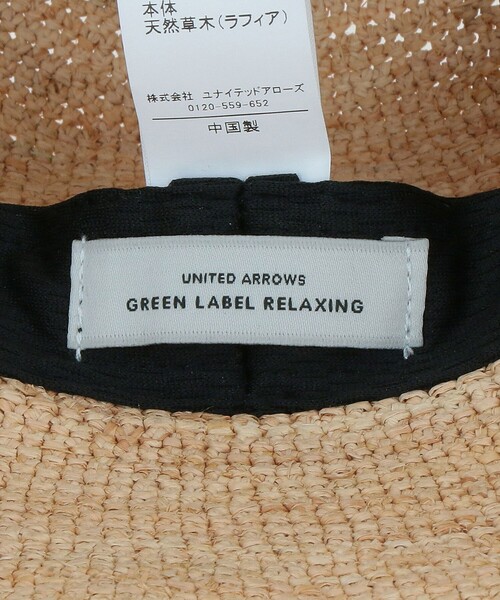 本体
天然草木(ラフィア)
株式会社 ユナイテッドアローズ
0120-559-652
中国製
UNITED ARROWS
GREEN LABEL RELAXING